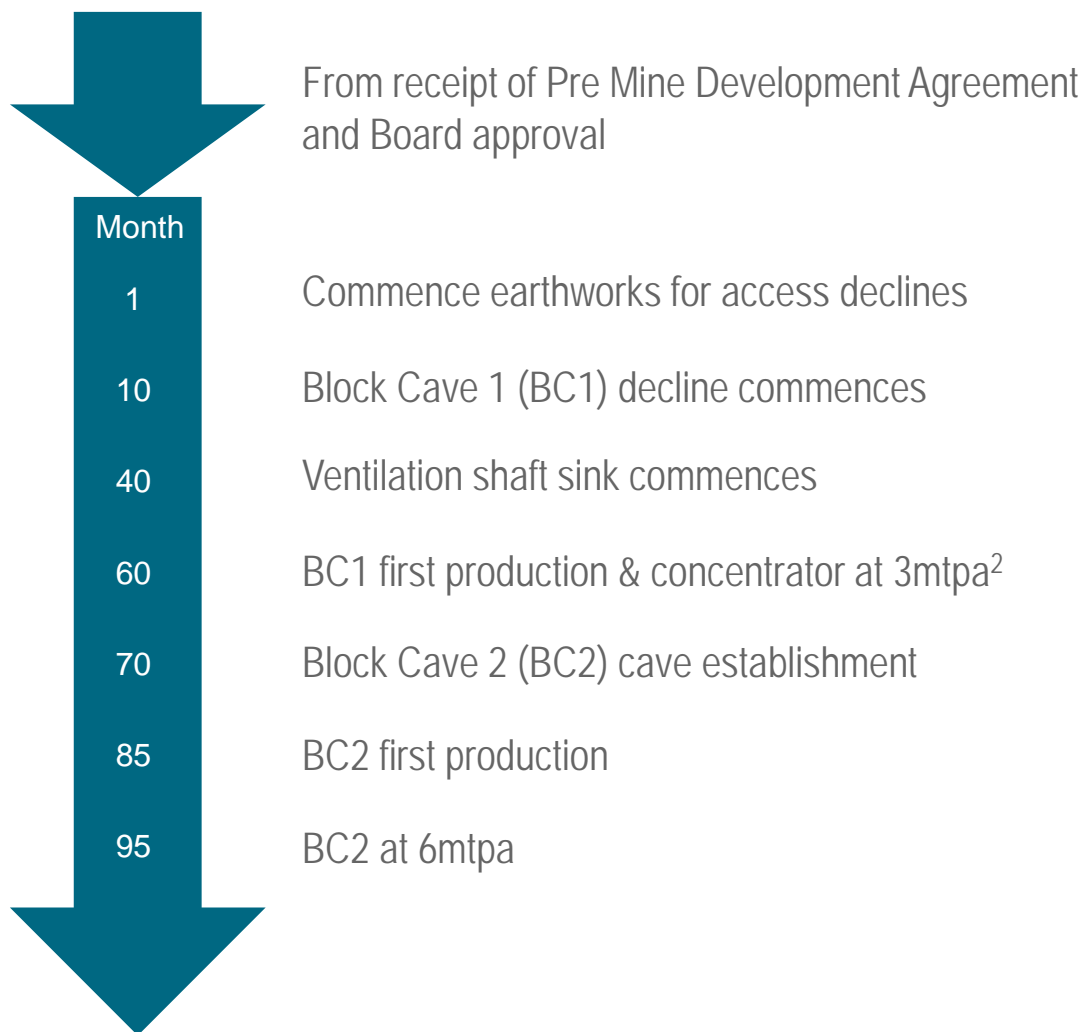 From receipt of Pre Mine Development Agreement
and Board approval
Month
1 Commence earthworks for access declines
10 Block Cave 1 (BC1) decline commences
40 Ventilation shaft sink commences
60 BC1 first production & concentrator at 3mtpa²
70 Block Cave 2 (BC2) cave establishment
85 BC2 first production
95 BC2 at 6mtpa